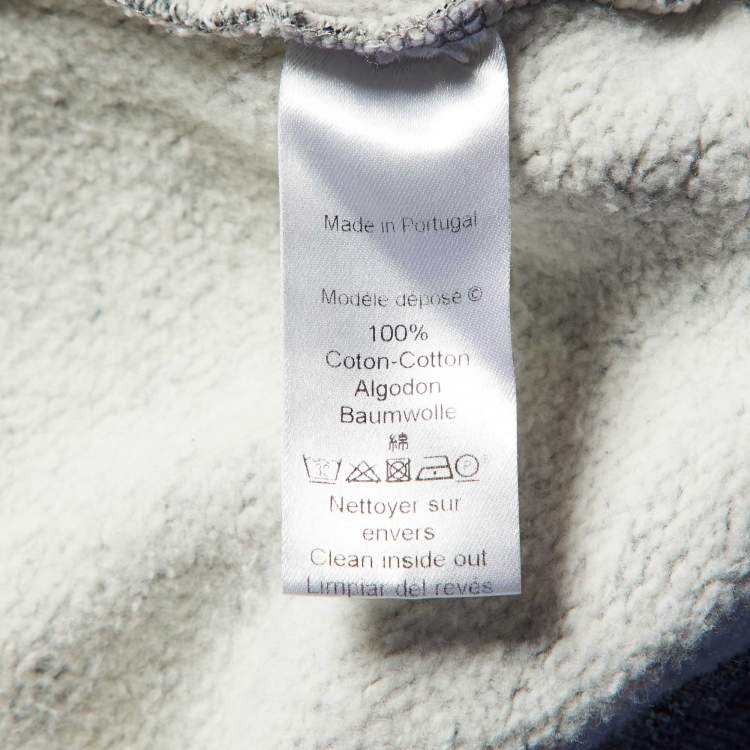 Made in Portugal
Modèle déposé ©
100%
Coton-Cotton
Algodon
Baumwolle
綿
30
P
Nettoyer sur
envers
Clean inside out
Limpiar del revés